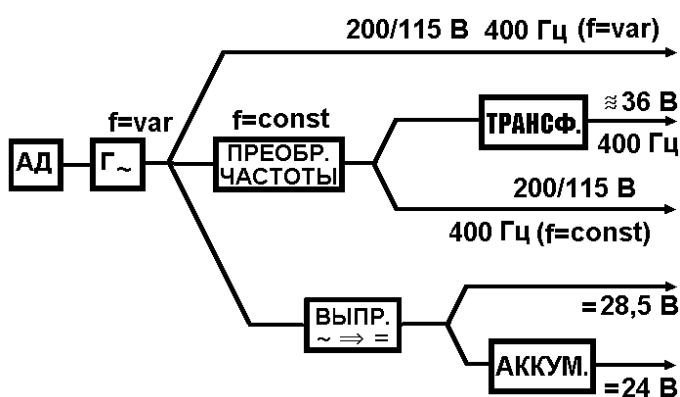 200/115 В 400 Гц (f=var)
f=var
f=const
≈36 В
ТРАНСФ.
400 Гц
АД
Г~
ПРЕОБР.
ЧАСТОТЫ
200/115 В
400 Гц (f=const)
=28,5 В
ВЫПР.
~ ⇒ =
АККУМ.
=24 В